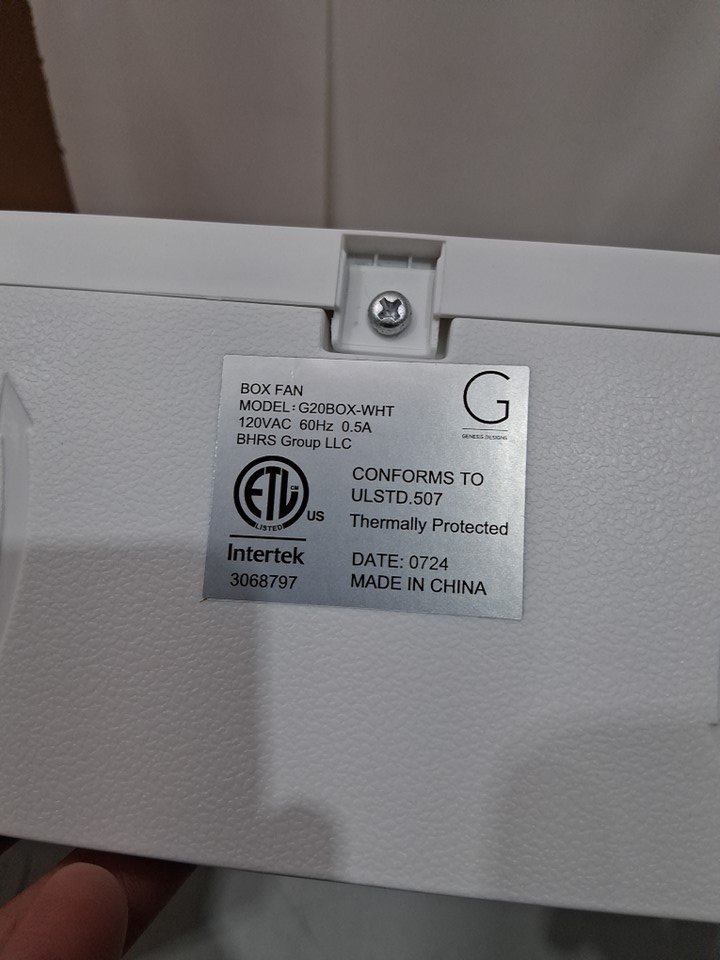 BOX FAN
MODEL: G20BOX-WHT
120VAC 60Hz 0.5A
BHRS Group LLC
G
GENESIS DESIGNS
ETL CM
LISTED
US
Intertek
3068797
CONFORMS TO
ULSTD.507
Thermally Protected
DATE: 0724
MADE IN CHINA